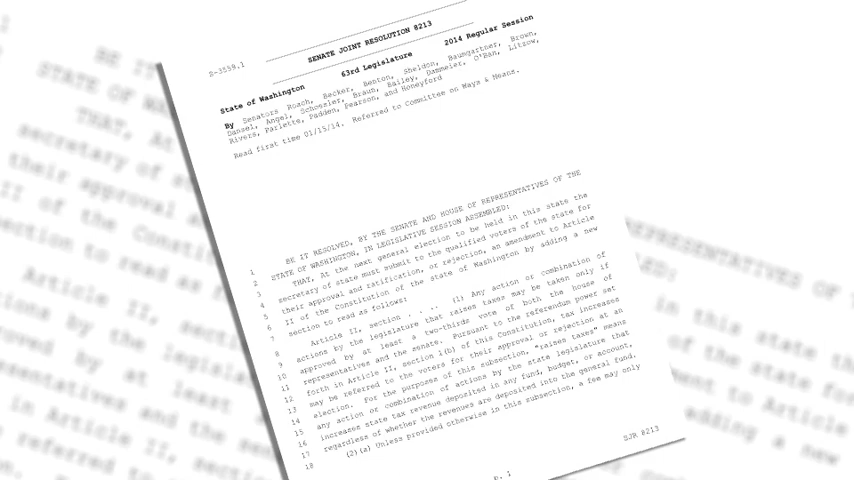 S-3559.1
SENATE JOINT RESOLUTION 8213
State of Washington 63rd Legislature 2014 Regular Session
By Senators Roach, Becker, Benton, Sheldon, Baumgartner, Brown,
Dansel, Angel, Schoesler, Braun, Bailey, Dammeier, O'Ban, Litzow,
Rivers, Parlette, Padden, Pearson, and Honeyford
Read first time 01/15/14. Referred to Committee on Ways & Means.
1 BE IT RESOLVED, BY THE SENATE AND HOUSE OF REPRESENTATIVES OF THE
2 STATE OF WASHINGTON, IN LEGISLATIVE SESSION ASSEMBLED:
3 THAT, At the next general election to be held in this state the
4 secretary of state must submit to the qualified voters of the state for
5 their approval and ratification, or rejection, an amendment to Article
6 II of the Constitution of the state of Washington by adding a new
7 section to read as follows:
8 Article II, section . . . . (1) Any action or combination of
9 actions by the legislature that raises taxes may be taken only if
10 approved by at least a two-thirds vote of both the house of
11 representatives and the senate. Pursuant to the referendum power set
12 forth in Article II, section 1(b) of this Constitution, tax increases
13 may be referred to the voters for their approval or rejection at an
14 election. For the purposes of this subsection, "raises taxes" means
15 any action or combination of actions by the state legislature that
16 increases state tax revenue deposited in any fund, budget, or account,
17 regardless of whether the revenues are deposited into the general fund.
18 (2)(a) Unless provided otherwise in this subsection, a fee may only
p. 1
SJR 8213